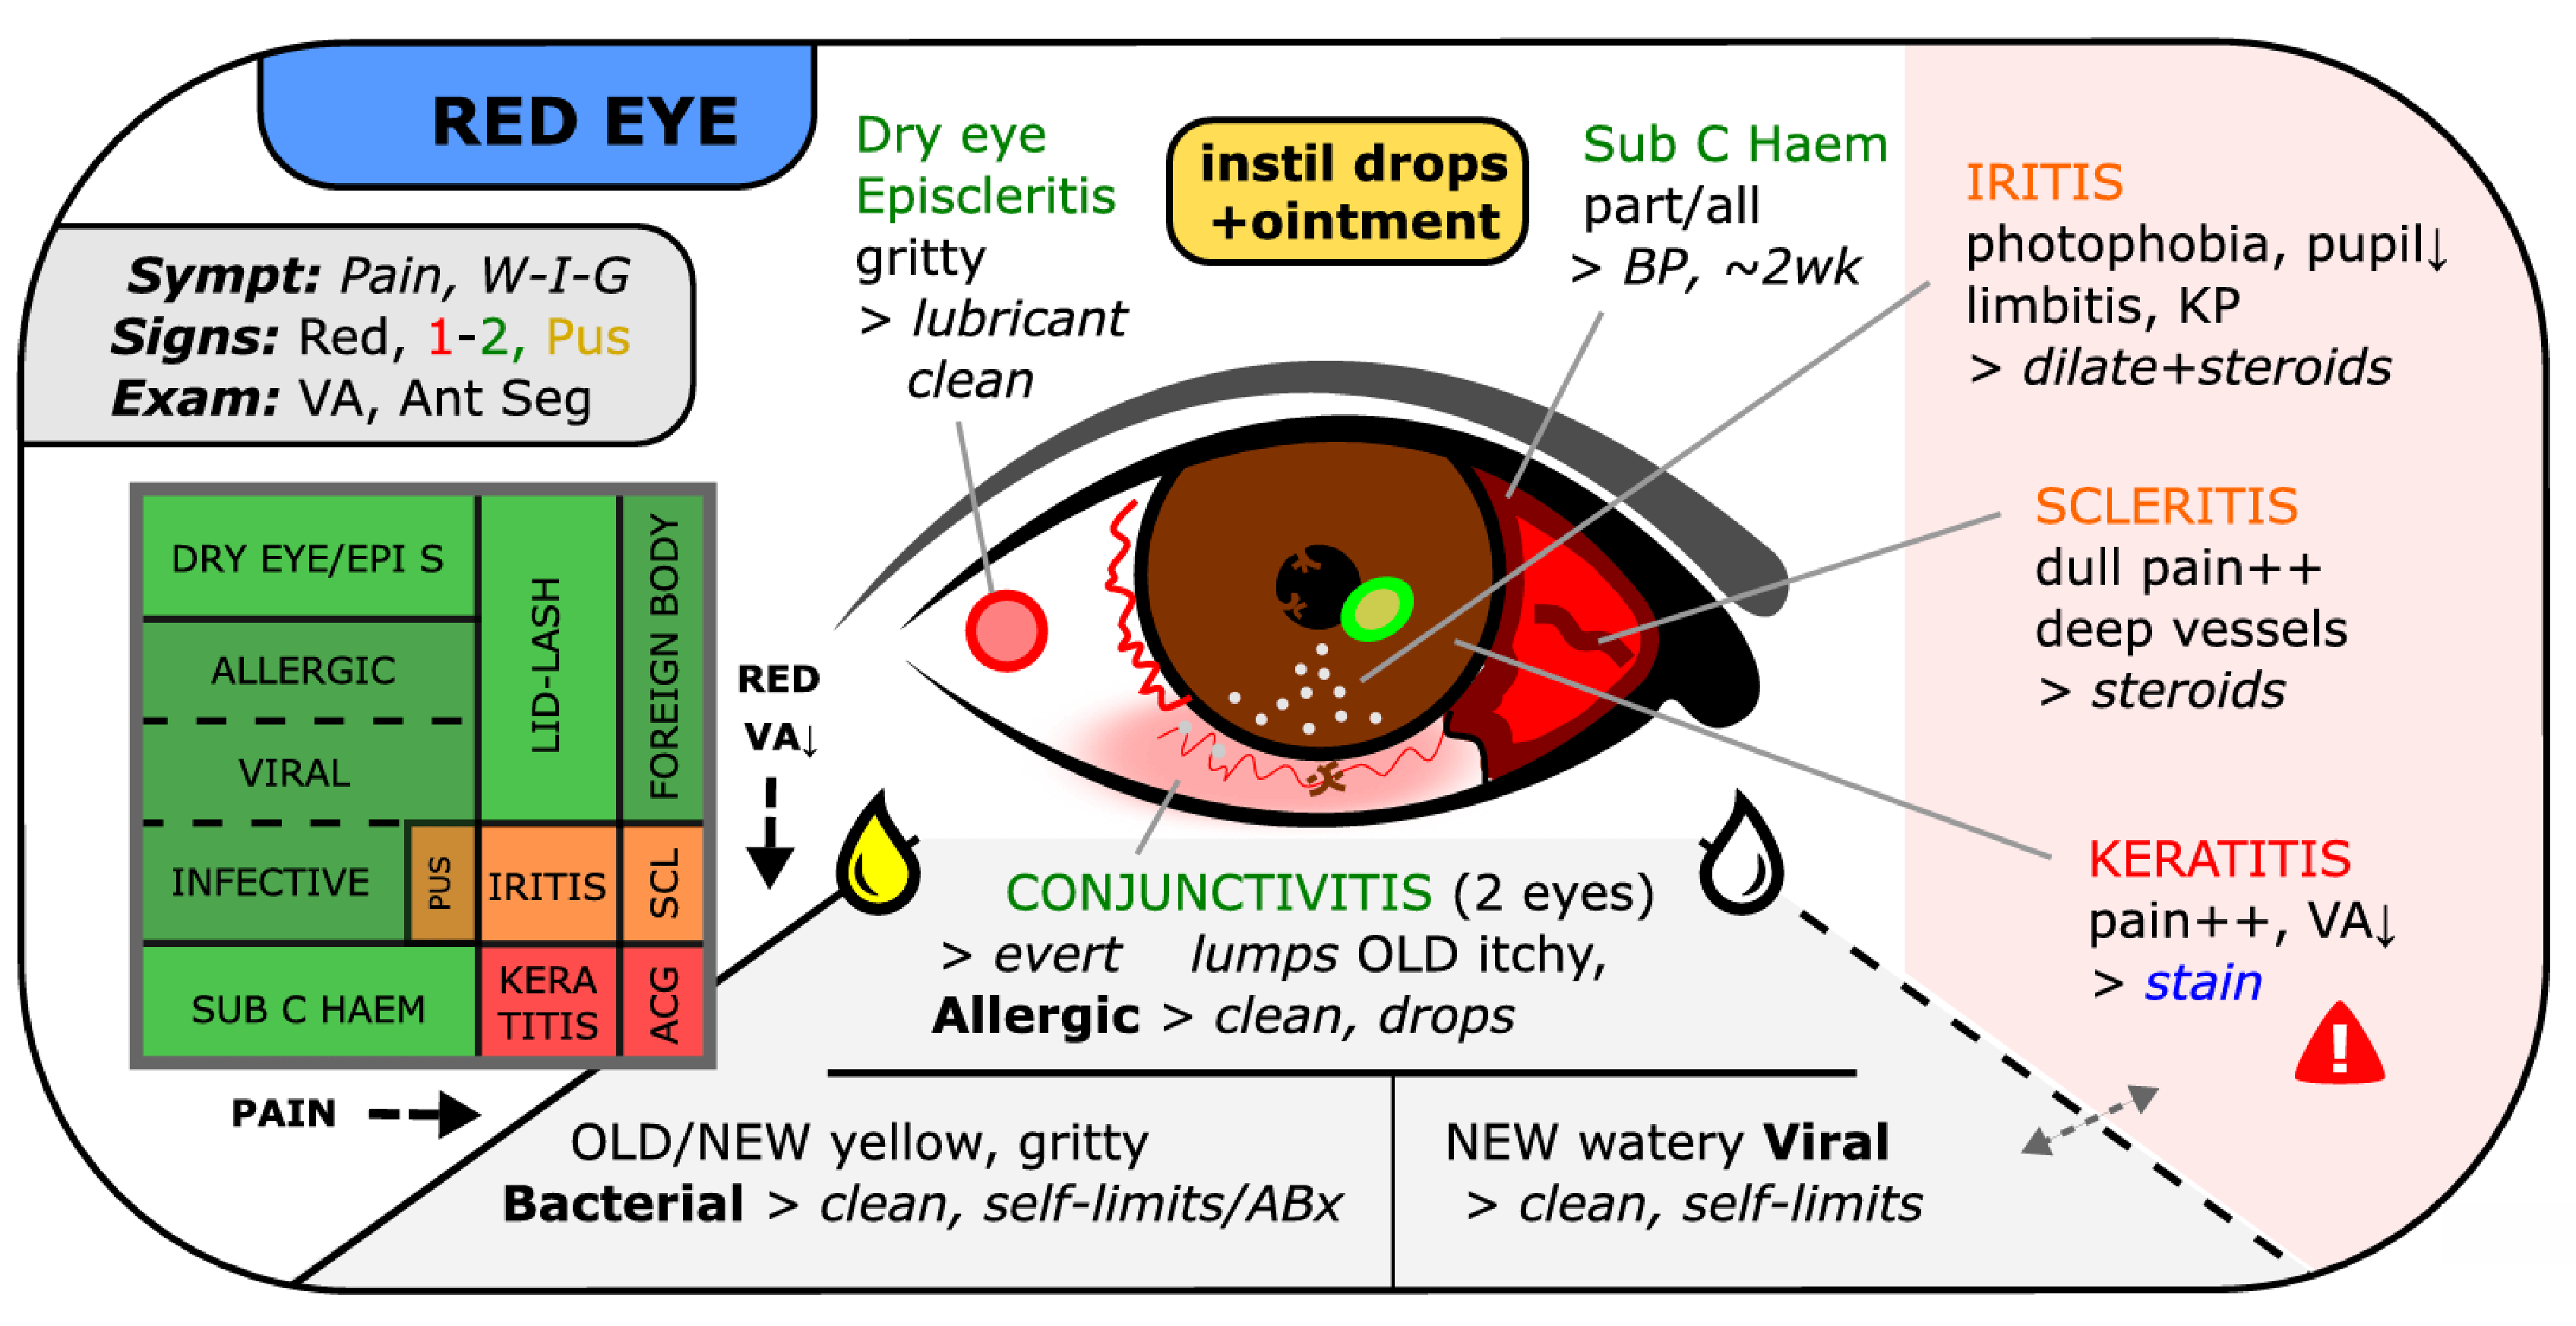 RED EYE
Sympt: Pain, W-I-G
Signs: Red, 1-2, Pus
Exam: VA, Ant Seg
DRY EYE/EPI S
ALLERGIC
VIRAL
INFECTIVE
PUS
SUB C HAEM
LID-LASH
FOREIGN BODY
IRITIS
SCL
KERA
TITIS
ACG
RED
VA↓
PAIN
Dry eye
Episcleritis
gritty
> lubricant
clean
instil drops
+ointment
Sub C Haem
part/all
> BP, ~2wk
IRITIS
photophobia, pupil↓
limbitis, KP
> dilate+steroids
SCLERITIS
dull pain++
deep vessels
> steroids
KERATITIS
pain++, VA↓
> stain
!
CONJUNCTIVITIS (2 eyes)
> evert lumps OLD itchy,
Allergic > clean, drops
OLD/NEW yellow, gritty
Bacterial > clean, self-limits/ABx
NEW watery Viral
> clean, self-limits